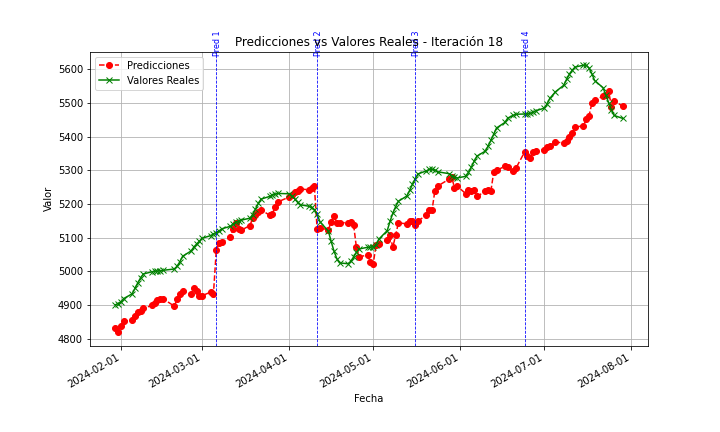 Predicciones vs Valores Reales - Iteración 18
Pred 1
Pred 2
Pred 3
Pred 4
Predicciones
Valores Reales
5600
5500
5400
5300
5200
5100
5000
4900
4800
Valor
2024-02-01
2024-03-01
2024-04-01
2024-05-01
2024-06-01
2024-07-01
2024-08-01
Fecha